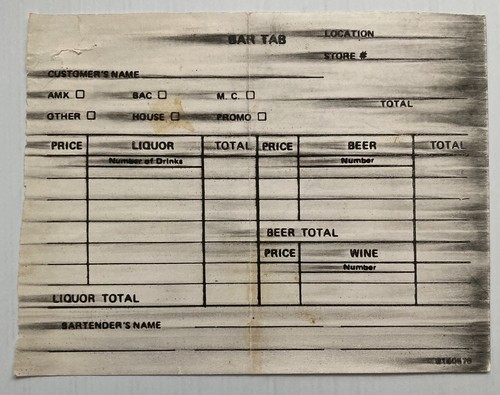 BAR TAB
LOCATION
STORE #
CUSTOMER'S NAME
AMX BAC M. C.
TOTAL
OTHER HOUSE PROMO
PRICE LIQUOR TOTAL PRICE BEER TOTAL
Number of Drinks Number
BEER TOTAL
PRICE WINE
Number
LIQUOR TOTAL
BARTENDER'S NAME